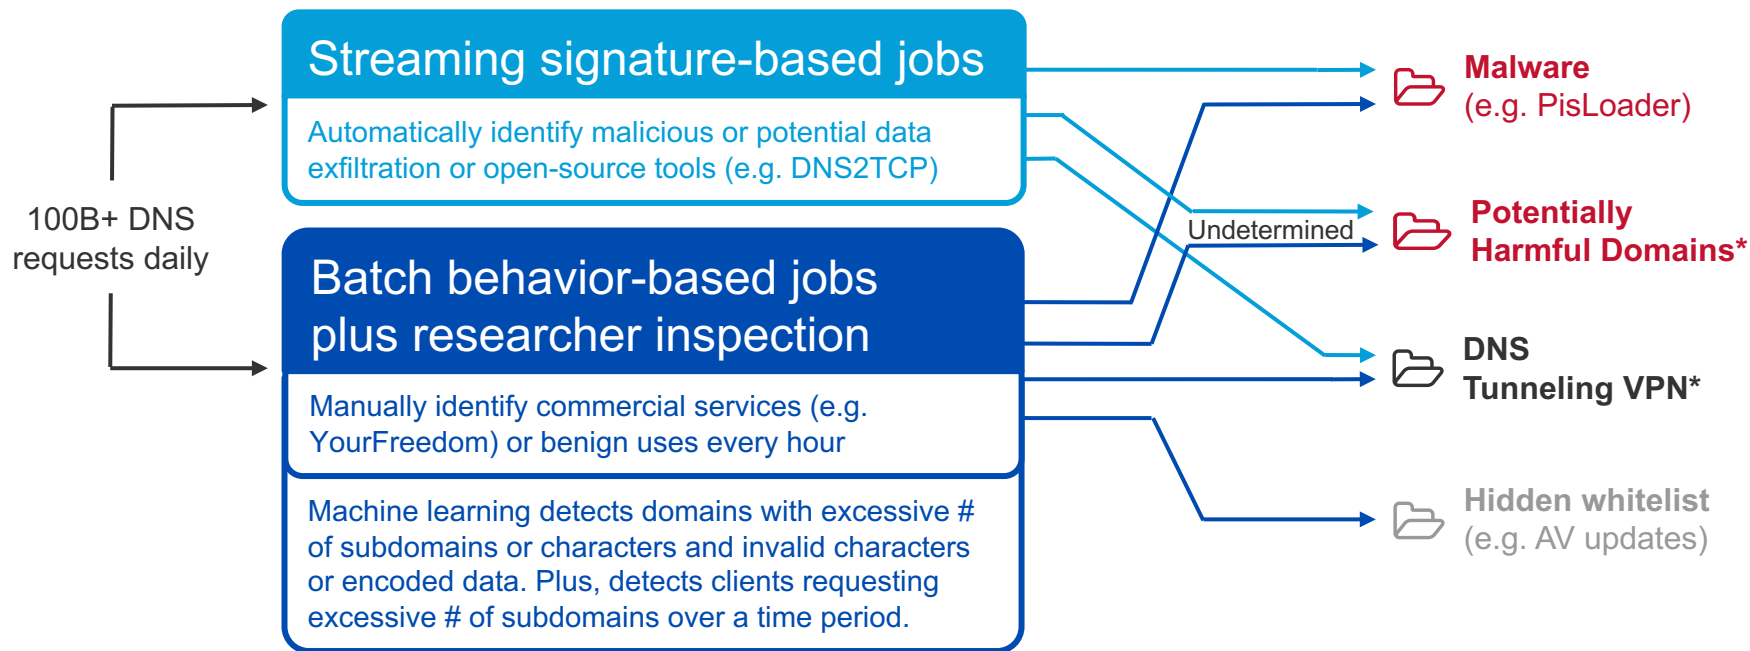 100B+ DNS
requests daily
Streaming signature-based jobs
Automatically identify malicious or potential data
exfiltration or open-source tools (e.g. DNS2TCP)
Batch behavior-based jobs
plus researcher inspection
Manually identify commercial services (e.g.
YourFreedom) or benign uses every hour
Machine learning detects domains with excessive #
of subdomains or characters and invalid characters
or encoded data. Plus, detects clients requesting
excessive # of subdomains over a time period.
Undetermined
Malware
(e.g. PisLoader)
Potentially
Harmful Domains*
DNS
Tunneling VPN*
Hidden whitelist
(e.g. AV updates)